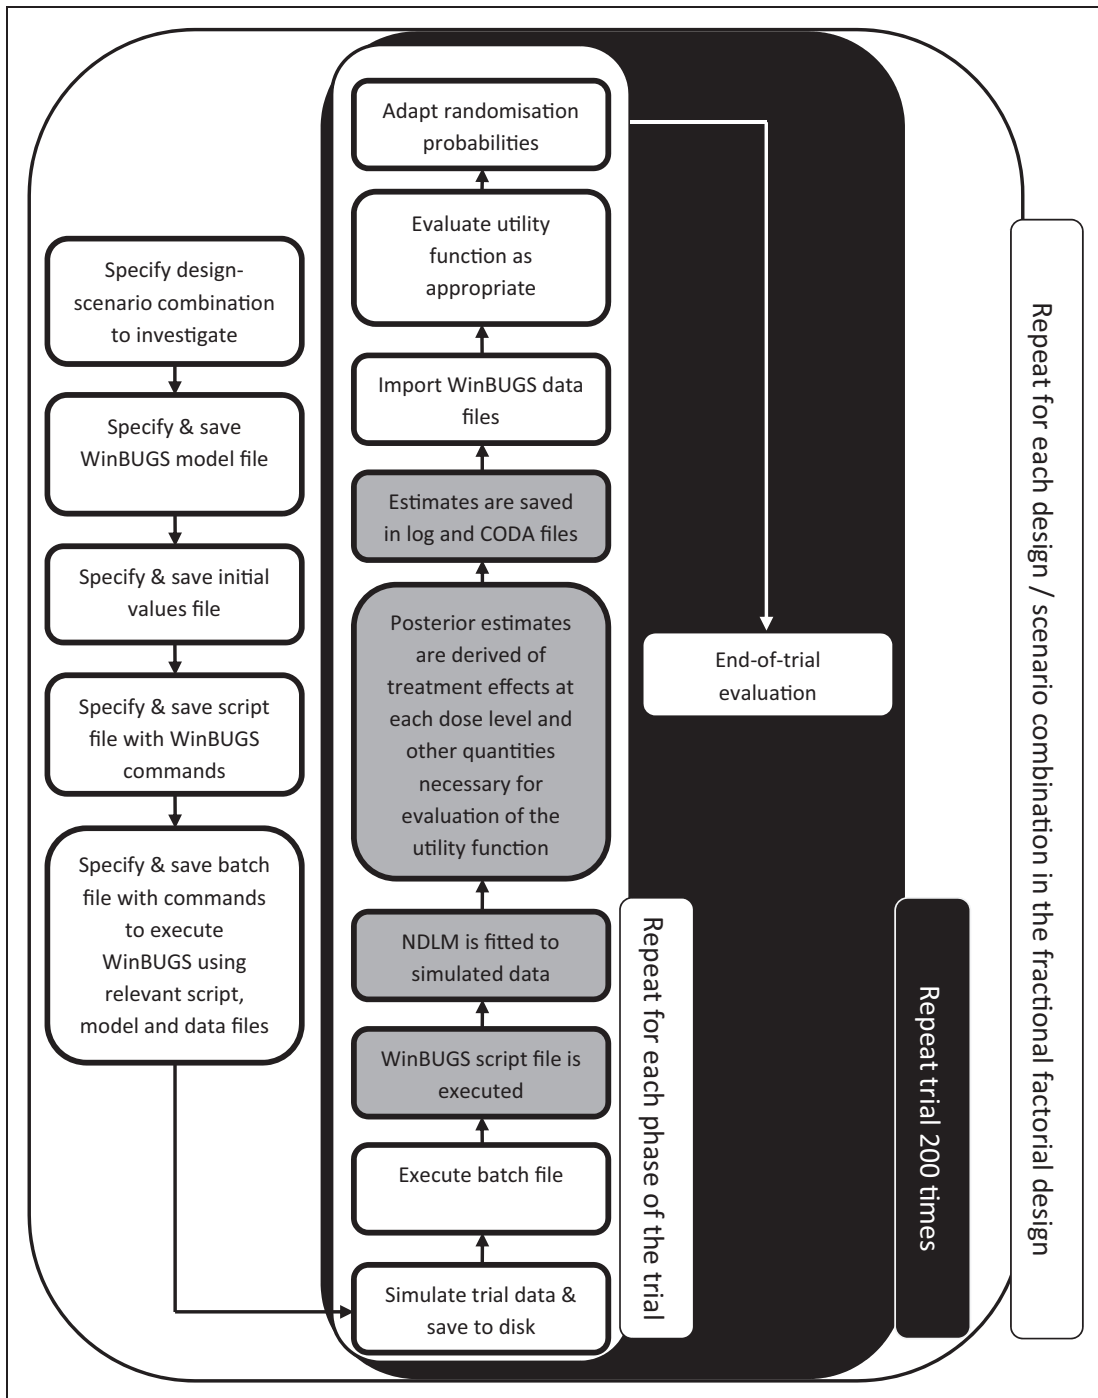 Specify design-
scenario combination
to investigate
Specify & save
WinBUGS model file
Specify & save initial
values file
Specify & save script
file with WinBUGS
commands
Specify & save batch
file with commands
to execute
WinBUGS using
relevant script,
model and data files
Simulate trial data &
save to disk
Execute batch file
WinBUGS script file is
executed
NDLM is fitted to
simulated data
Posterior estimates
are derived of
treatment effects at
each dose level and
other quantities
necessary for
evaluation of the
utility function
Estimates are saved
in log and CODA files
Import WinBUGS data
files
Evaluate utility
function as
appropriate
Adapt randomisation
probabilities
End-of-trial
evaluation
Repeat for each phase of the trial
Repeat trial 200 times
Repeat for each design / scenario combination in the fractional factorial design